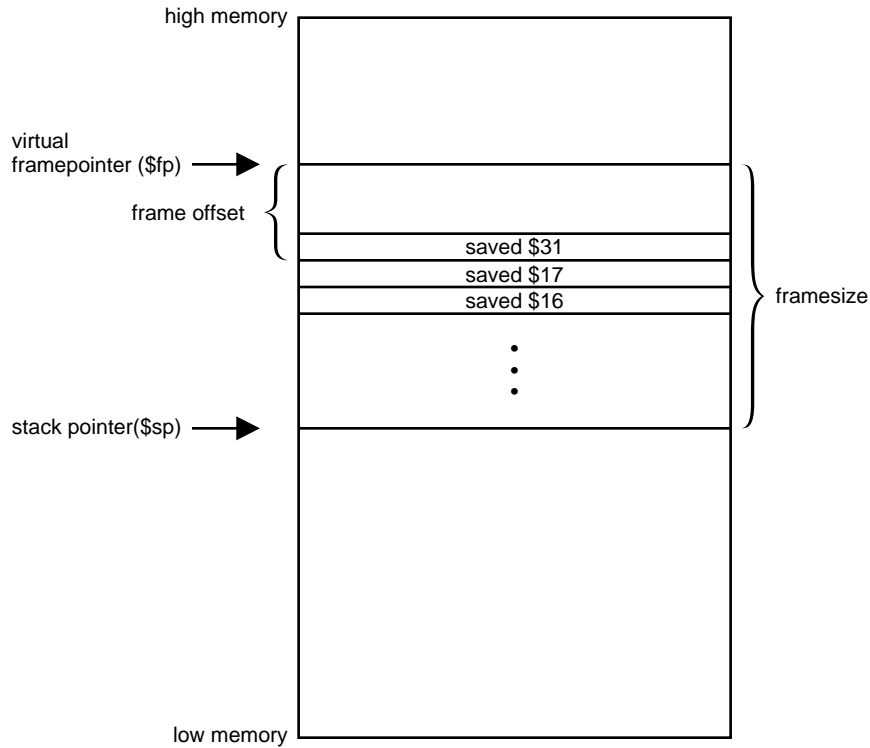 high memory
virtual
framepointer ($fp)
frame offset
saved $31
saved $17
saved $16
framesize
stack pointer($sp)
low memory